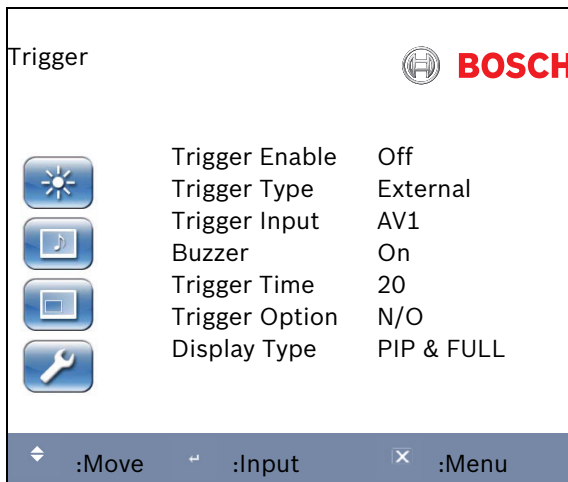 Trigger
BOSCH
Trigger Enable Off
Trigger Type External
Trigger Input AV1
Buzzer On
Trigger Time 20
Trigger Option N/O
Display Type PIP & FULL
:Move :Input :Menu